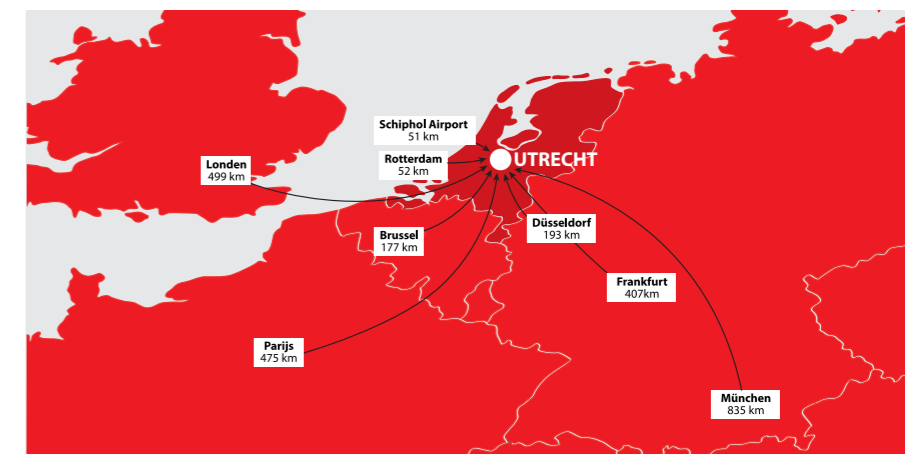 Schiphol Airport
51 km
Rotterdam
52 km
UTRECHT
Londen
499 km
Brussel
177 km
Düsseldorf
193 km
Frankfurt
407km
Parijs
475 km
München
835 km